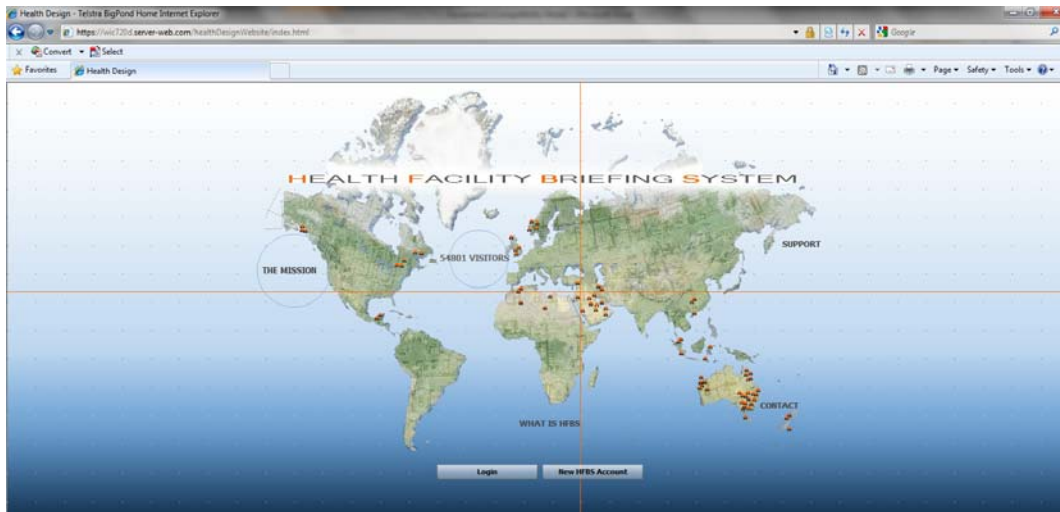 Health Design - Telstra BigPond Home Internet Explorer
https://wic720d.server-web.com/healthDesignWebsite/index.html
Google
x Convert Select
Favorites Health Design
Page Safety Tools
HEALTH FACILITY BRIEFING SYSTEM
SUPPORT
54801 VISITORS
THE MISSION
CONTACT
WHAT IS HFBS
Login New HFBS Account